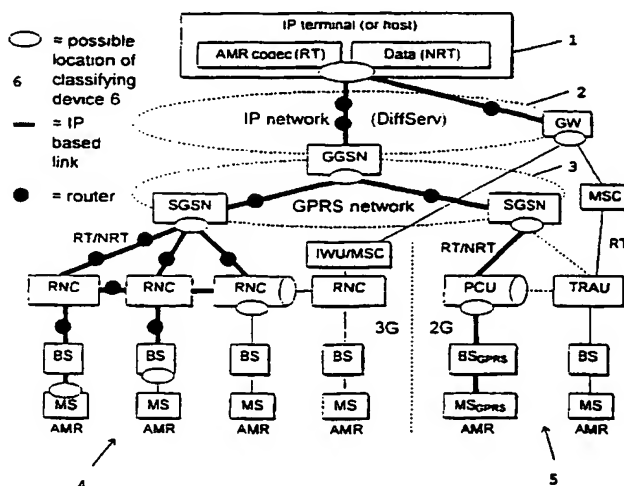 IP terminal (or host)
AMR codec (RT)
Data (NRT)
1
≈ possible
location of
classifying
device 6
6
= IP
based
link
= router
2
IP network
(DiffServ)
GW
GGSN
3
SGSN
GPRS network
SGSN
MSC
RT/NRT
IWU/MSC
RT/NRT
RT
RNC
RNC
RNC
RNC
PCU
TRAU
3G
2G
BS
BS
BS
BS
BSGPRS
BS
MS
MS
MS
MS
MSGPRS
MS
AMR
AMR
AMR
AMR
AMR
AMR
4
5